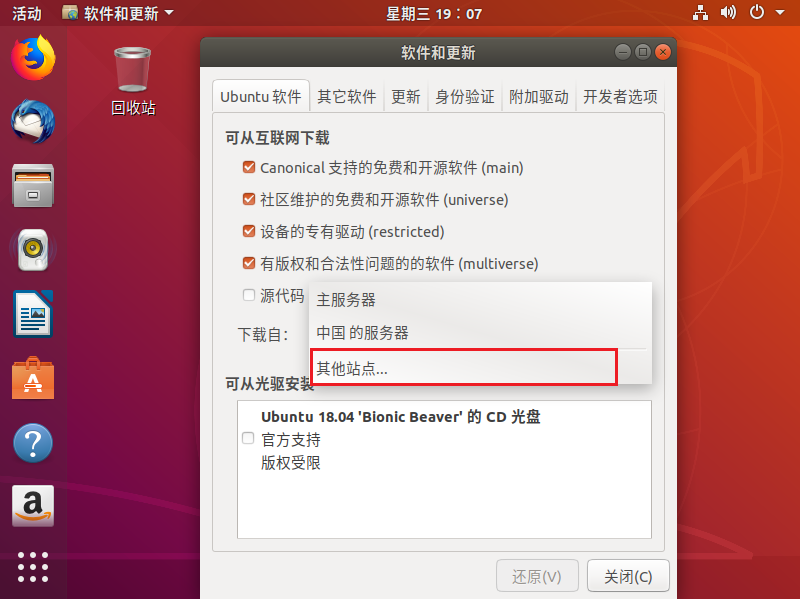 活动 软件和更新 星期三 19：07
回收站
软件和更新
Ubuntu 软件 其它软件 更新 身份验证 附加驱动 开发者选项
可从互联网下载
Canonical 支持的免费和开源软件 (main)
社区维护的免费和开源软件 (universe)
设备的专有驱动 (restricted)
有版权和合法性问题的的软件 (multiverse)
源代码
主服务器
下载自：
中国 的服务器
其他站点...
可从光驱安装
Ubuntu 18.04 'Bionic Beaver' 的 CD 光盘
官方支持
版权受限
还原(V) 关闭(C)